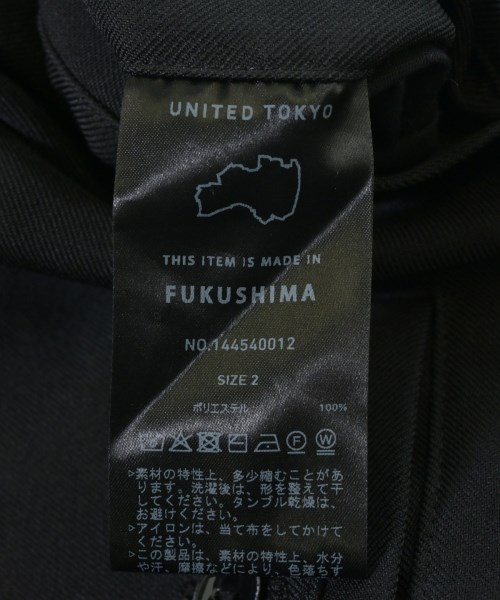 UNITED TOKYO
THIS ITEM IS MADE IN
FUKUSHIMA
NO.144540012
SIZE 2
ポリエステル 100%
Ⓕ Ⓦ
>素材の特性上、多少縮むことがあ
ります。洗濯後は、形を整えて干
してください。タンブル乾燥は、
お避けください。
>アイロンは、当て布をしてかけて
ください。
>この製品は、素材の特性上、水分
や汗、摩擦などにより、色落ちす